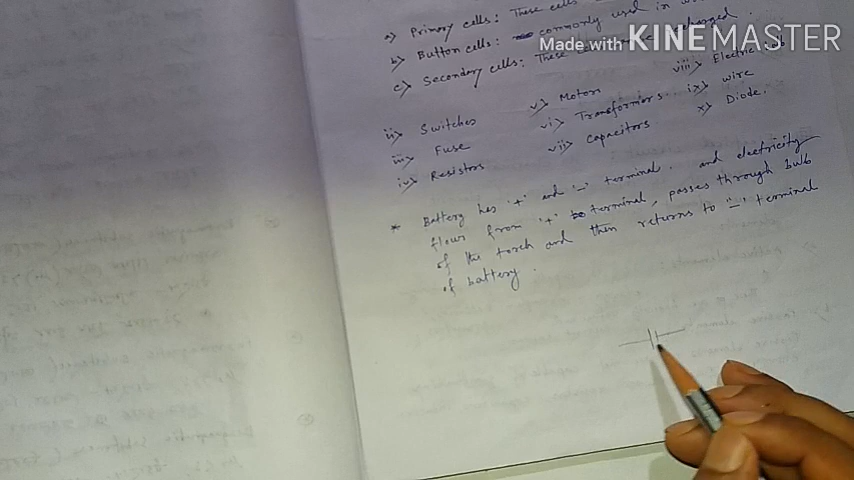 a) Primary cells: These cells
b) Button cells: commonly used in
c) Secondary cells: These charged.
ii) Switches
iii) Fuse
iv) Resistors
v) Motors
vi) Transformers
vii) Capacitors
viii) Electric
ix) wire
x) Diode.
* Battery has '+' and '-' terminal. and electricity
flows from '+' terminal, passes through bulb
of the torch and then returns to '-' terminal
of battery.
Made with KINEMASTER